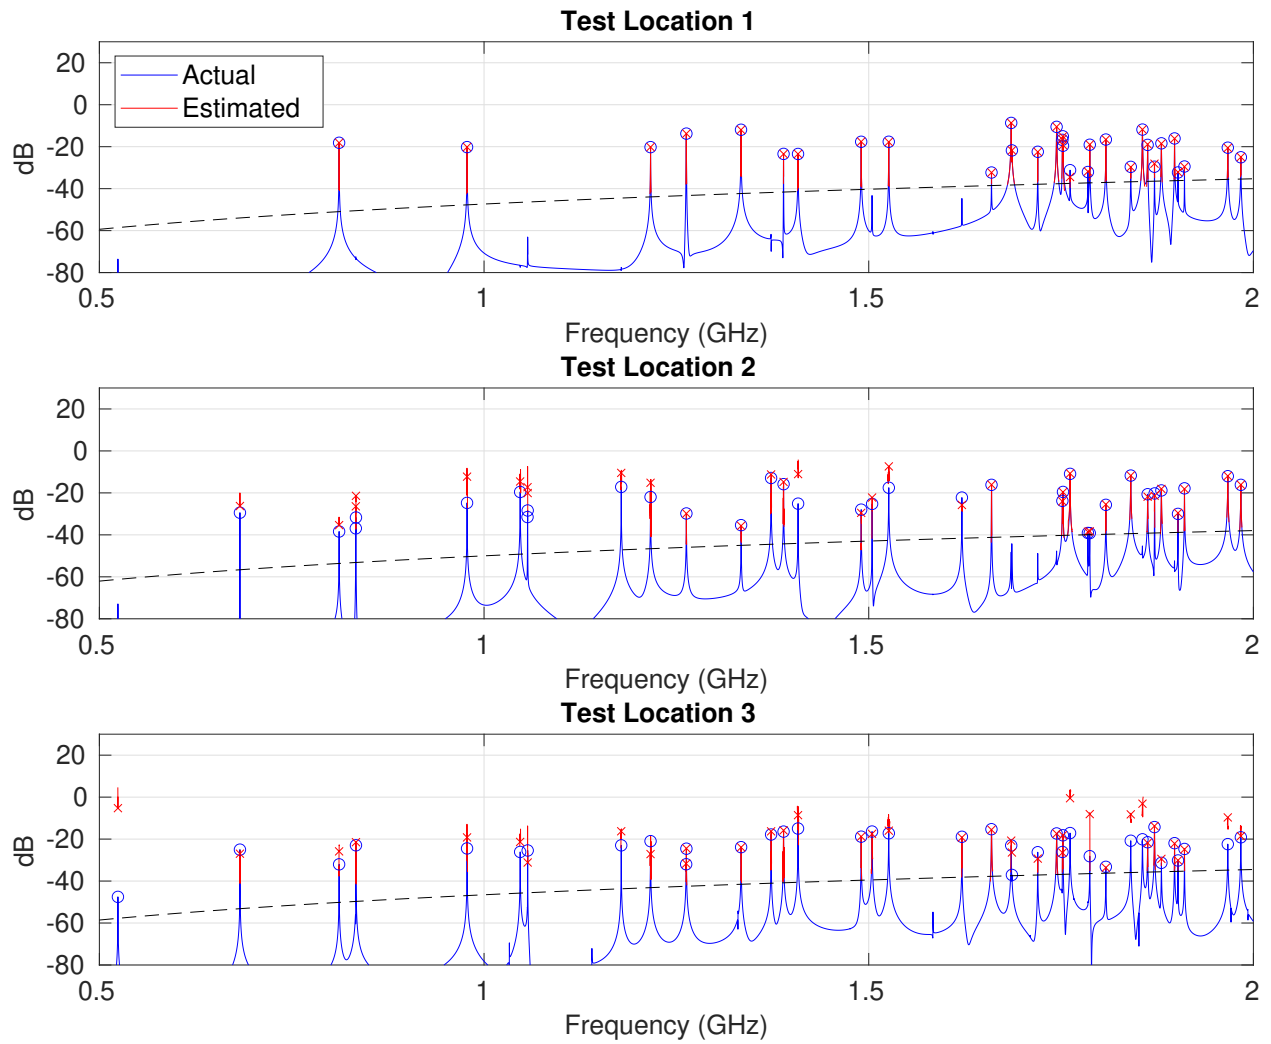 Test Location 1
20
0
-20
-40
-60
-80
dB
Actual
Estimated
0.5 1 1.5 2
Frequency (GHz)
Test Location 2
20
0
-20
-40
-60
-80
dB
0.5 1 1.5 2
Frequency (GHz)
Test Location 3
20
0
-20
-40
-60
-80
dB
0.5 1 1.5 2
Frequency (GHz)